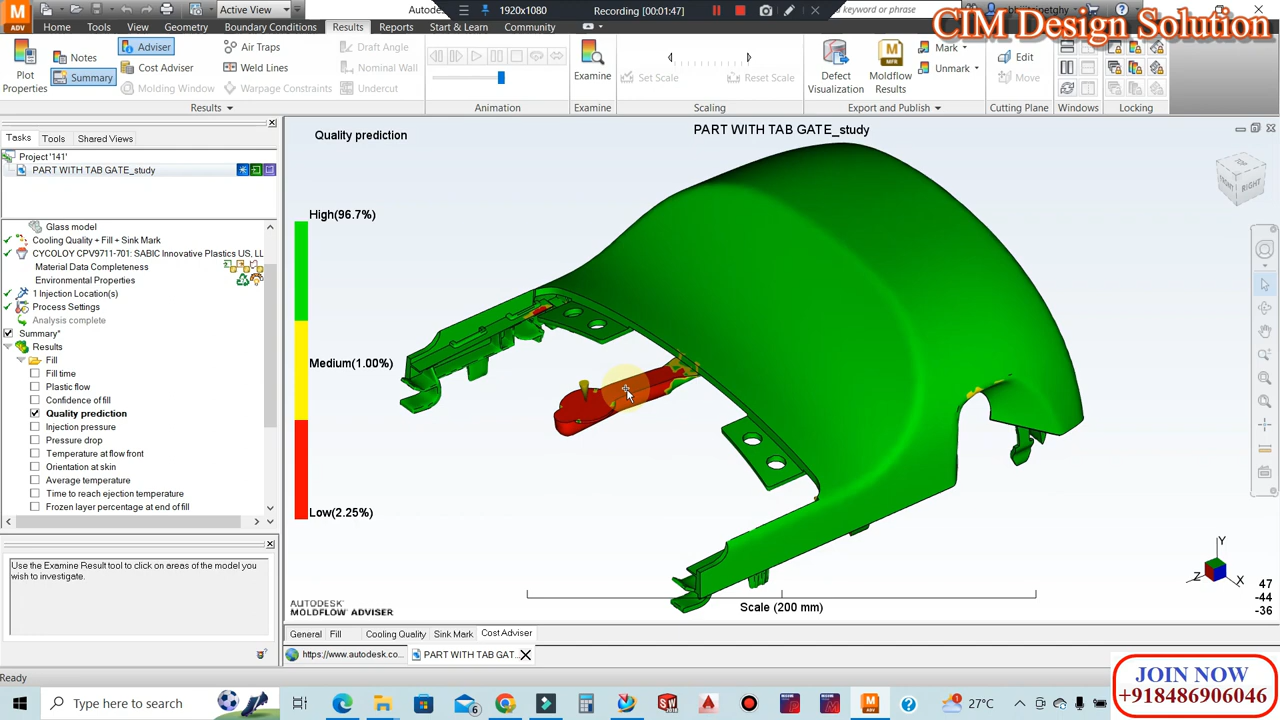 M
ADV
Active View
Autodes
1920x1080
Recording (00:01:47)
keyword or phrase
CIM Design Solution
Home
Tools
Geometry
Boundary Conditions
Results
Reports
Start & Learn
Community
Plot
Properties
Notes
Summary
Adviser
Cost Adviser
Molding Window
Air Traps
Weld Lines
Warpage Constraints
Draft Angle
Nominal Wall
Undercut
Examine
Set Scale
Reset Scale
Defect
Visualization
MFR
Moldflow
Results
Mark
Unmark
Edit
Move
Results
Animation
Examine
Scaling
Export and Publish
Cutting Plane
Windows
Locking
Tasks
Tools
Shared Views
Project '141'
PART WITH TAB GATE_study
Glass model
Cooling Quality + Fill + Sink Mark
CYCOLOY CPV9711-701: SABIC Innovative Plastics US, LL
Material Data Completeness
Environmental Properties
1 Injection Location(s)
Process Settings
Analysis complete
Summary*
Results
Fill
Fill time
Plastic flow
Confidence of fill
Quality prediction
Injection pressure
Pressure drop
Temperature at flow front
Orientation at skin
Average temperature
Time to reach ejection temperature
Frozen layer percentage at end of fill
Use the Examine Result tool to click on areas of the model you
wish to investigate.
Quality prediction
PART WITH TAB GATE_study
High(96.7%)
Medium(1.00%)
Low(2.25%)
TOP
RIGHT
Y
Z
X
47
-44
-36
AUTODESK
MOLDFLOW ADVISER
Scale (200 mm)
General
Fill
Cooling Quality
Sink Mark
Cost Adviser
https://www.autodesk.co...
PART WITH TAB GAT...
Ready
Type here to search
6
27°C
JOIN NOW
+918486906046